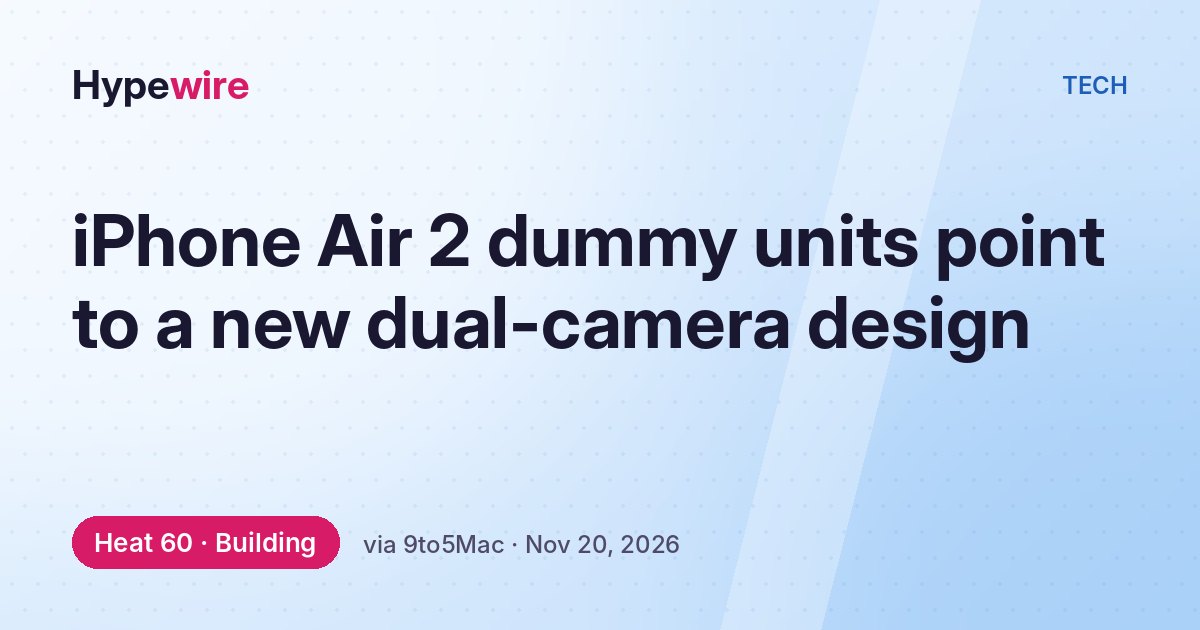 Hypewire
TECH
iPhone Air 2 dummy units point
to a new dual-camera design
Heat 60 · Building
via 9to5Mac · Nov 20, 2026